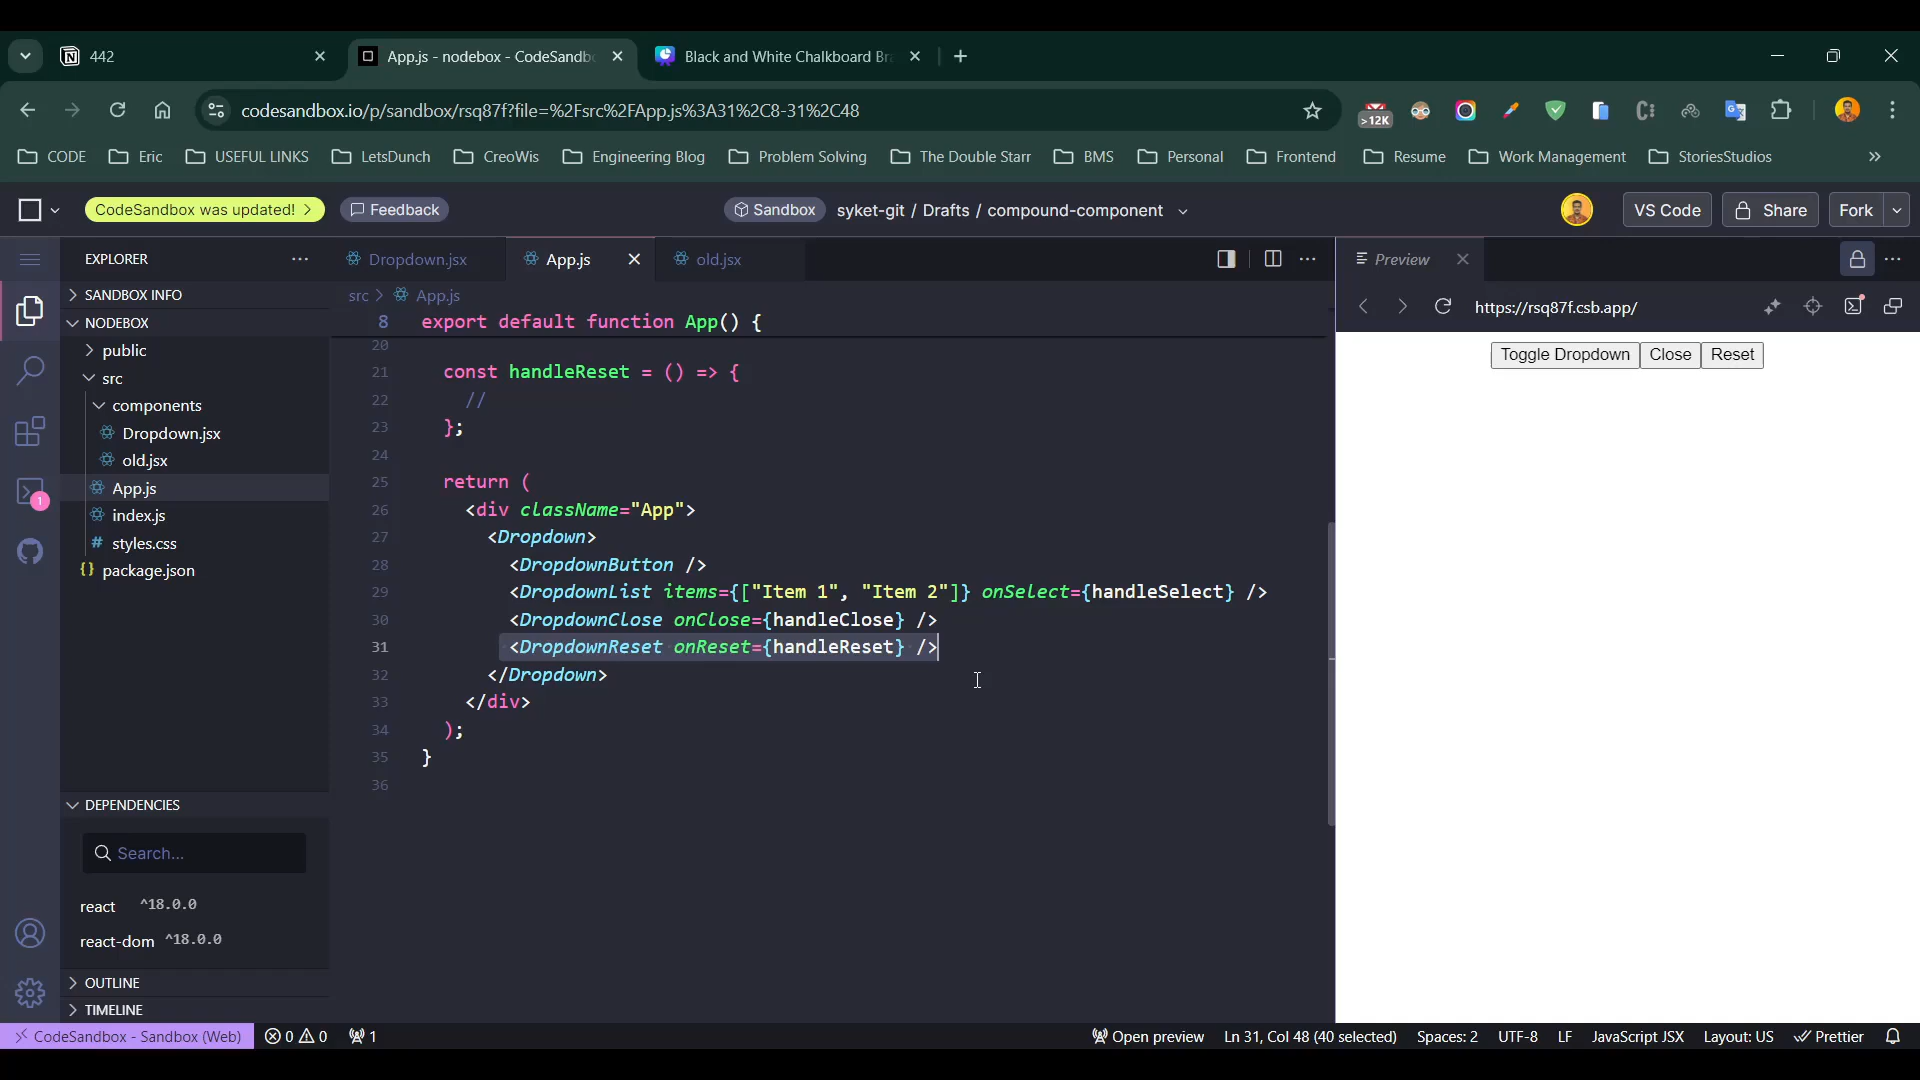 442
App.js - nodebox - CodeSandb
Black and White Chalkboard Br
codesandbox.io/p/sandbox/rsq87f?file=%2Fsrc%2FApp.js%3A31%2C8-31%2C48
>12K
CODE
Eric
USEFUL LINKS
LetsDunch
CreoWis
Engineering Blog
Problem Solving
The Double Starr
BMS
Personal
Frontend
Resume
Work Management
StoriesStudios
CodeSandbox was updated!
Feedback
Sandbox
syket-git / Drafts / compound-component
VS Code
Share
Fork
EXPLORER
Dropdown.jsx
App.js
old.jsx
Preview
SANDBOX INFO
NODEBOX
public
src
components
Dropdown.jsx
old.jsx
App.js
index.js
styles.css
package.json
1
src > App.js
8 export default function App() {
20
21 const handleReset = () => {
22 //
23 };
24
25 return (
26 <div className="App">
27 <Dropdown>
28 <DropdownButton />
29 <DropdownList items={["Item 1", "Item 2"]} onSelect={handleSelect} />
30 <DropdownClose onClose={handleClose} />
31 <DropdownReset onReset={handleReset} />
32 </Dropdown>
33 </div>
34 );
35 }
36
https://rsq87f.csb.app/
Toggle Dropdown
Close
Reset
DEPENDENCIES
Search...
react ^18.0.0
react-dom ^18.0.0
OUTLINE
TIMELINE
CodeSandbox - Sandbox (Web)
0
0
1
Open preview
Ln 31, Col 48 (40 selected)
Spaces: 2
UTF-8
LF
JavaScript JSX
Layout: US
Prettier